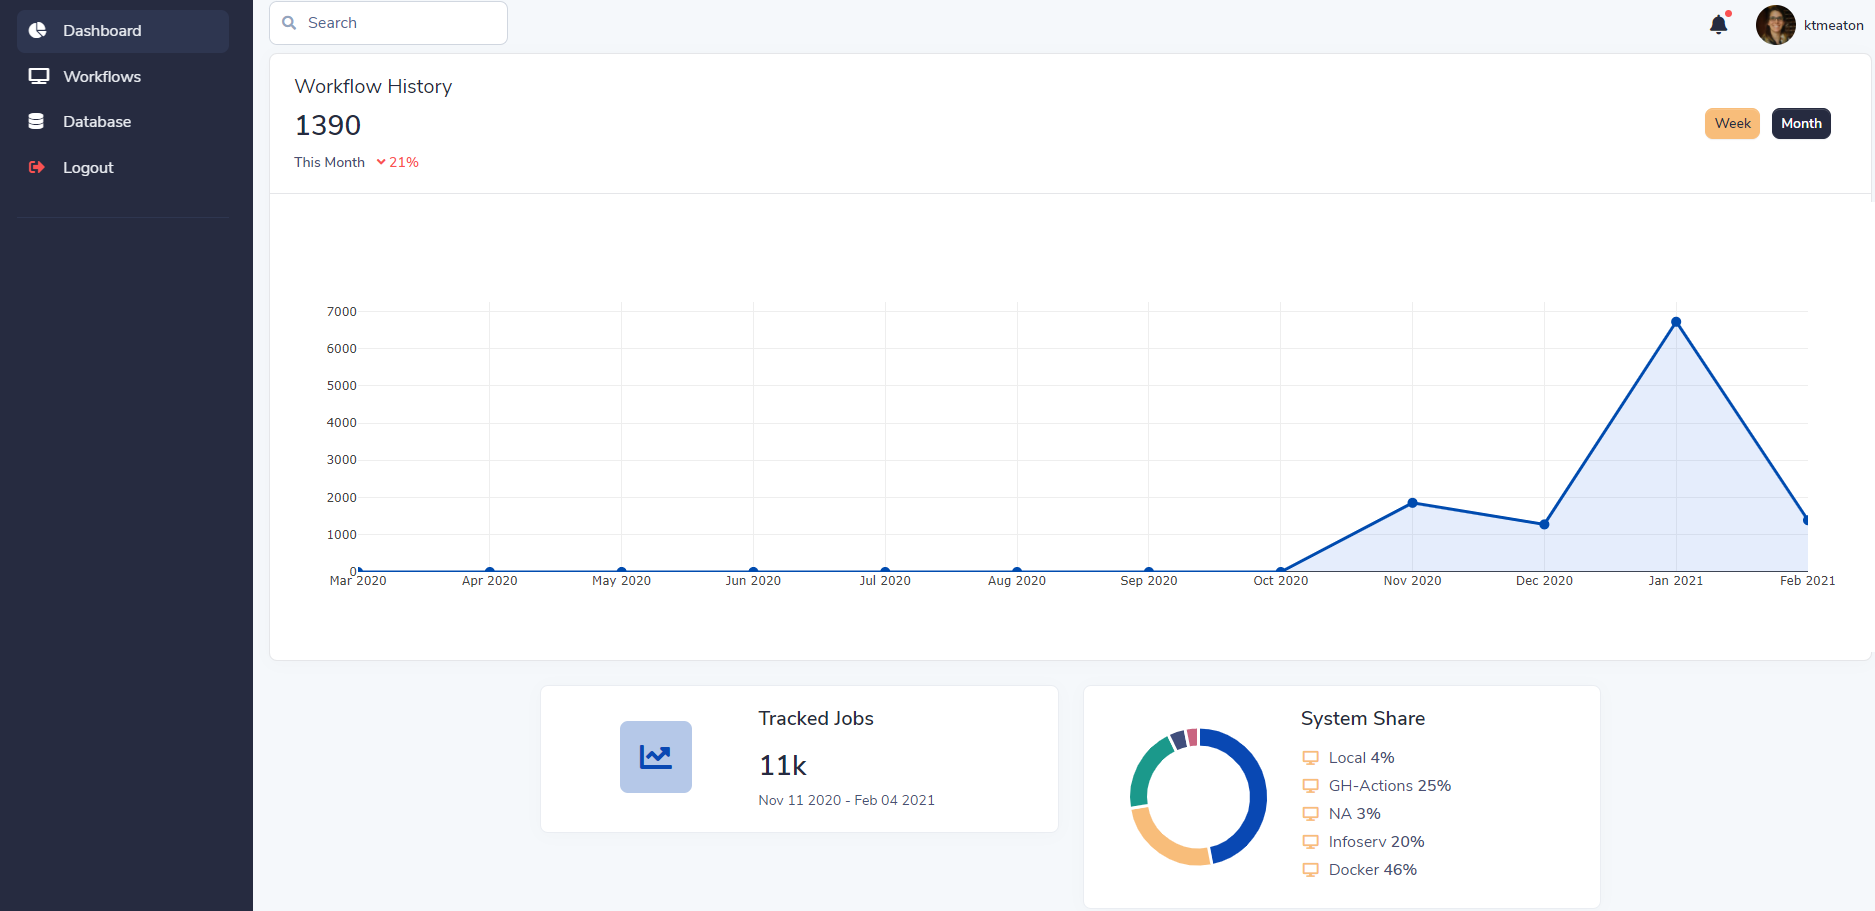 Dashboard
Workflows
Database
Logout
Search
ktmeaton
Workflow History
1390
This Month 21%
Week Month
7000
6000
5000
4000
3000
2000
1000
0
Mar 2020 Apr 2020 May 2020 Jun 2020 Jul 2020 Aug 2020 Sep 2020 Oct 2020 Nov 2020 Dec 2020 Jan 2021 Feb 2021
Tracked Jobs
11k
Nov 11 2020 - Feb 04 2021
System Share
Local 4%
GH-Actions 25%
NA 3%
Infoserv 20%
Docker 46%